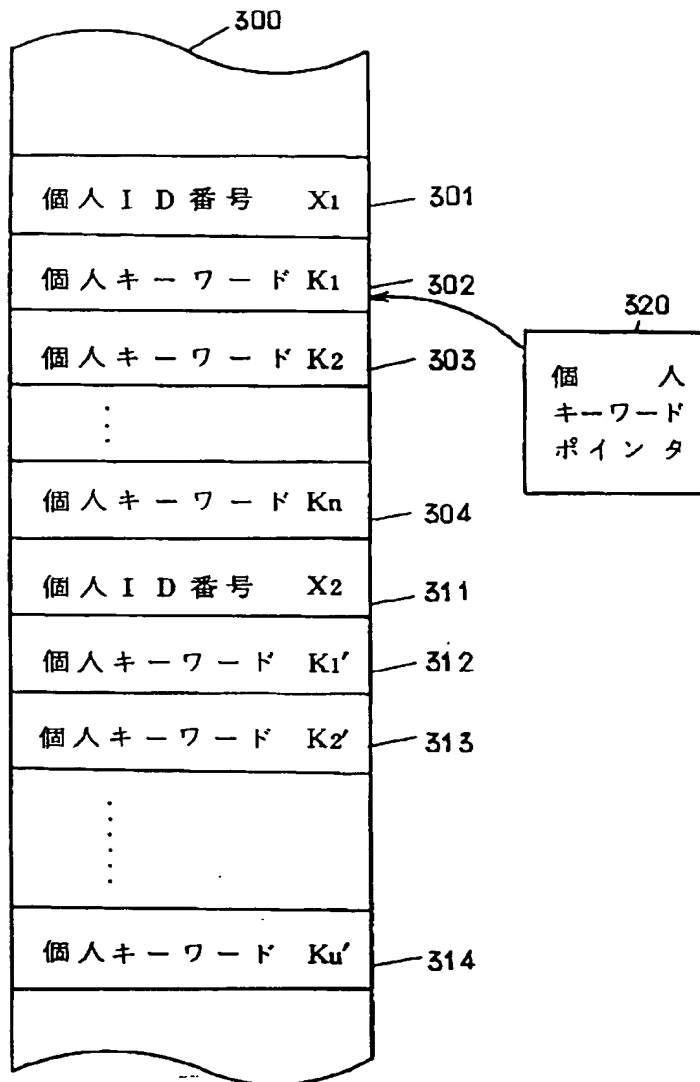 300
個人ID番号 X1 301
個人キーワード K1 302
個人キーワード K2 303
個人キーワード Kn 304
個人ID番号 X2 311
個人キーワード K1′ 312
個人キーワード K2′ 313
個人キーワード Ku′ 314
320
個人
キーワード
ポインタ